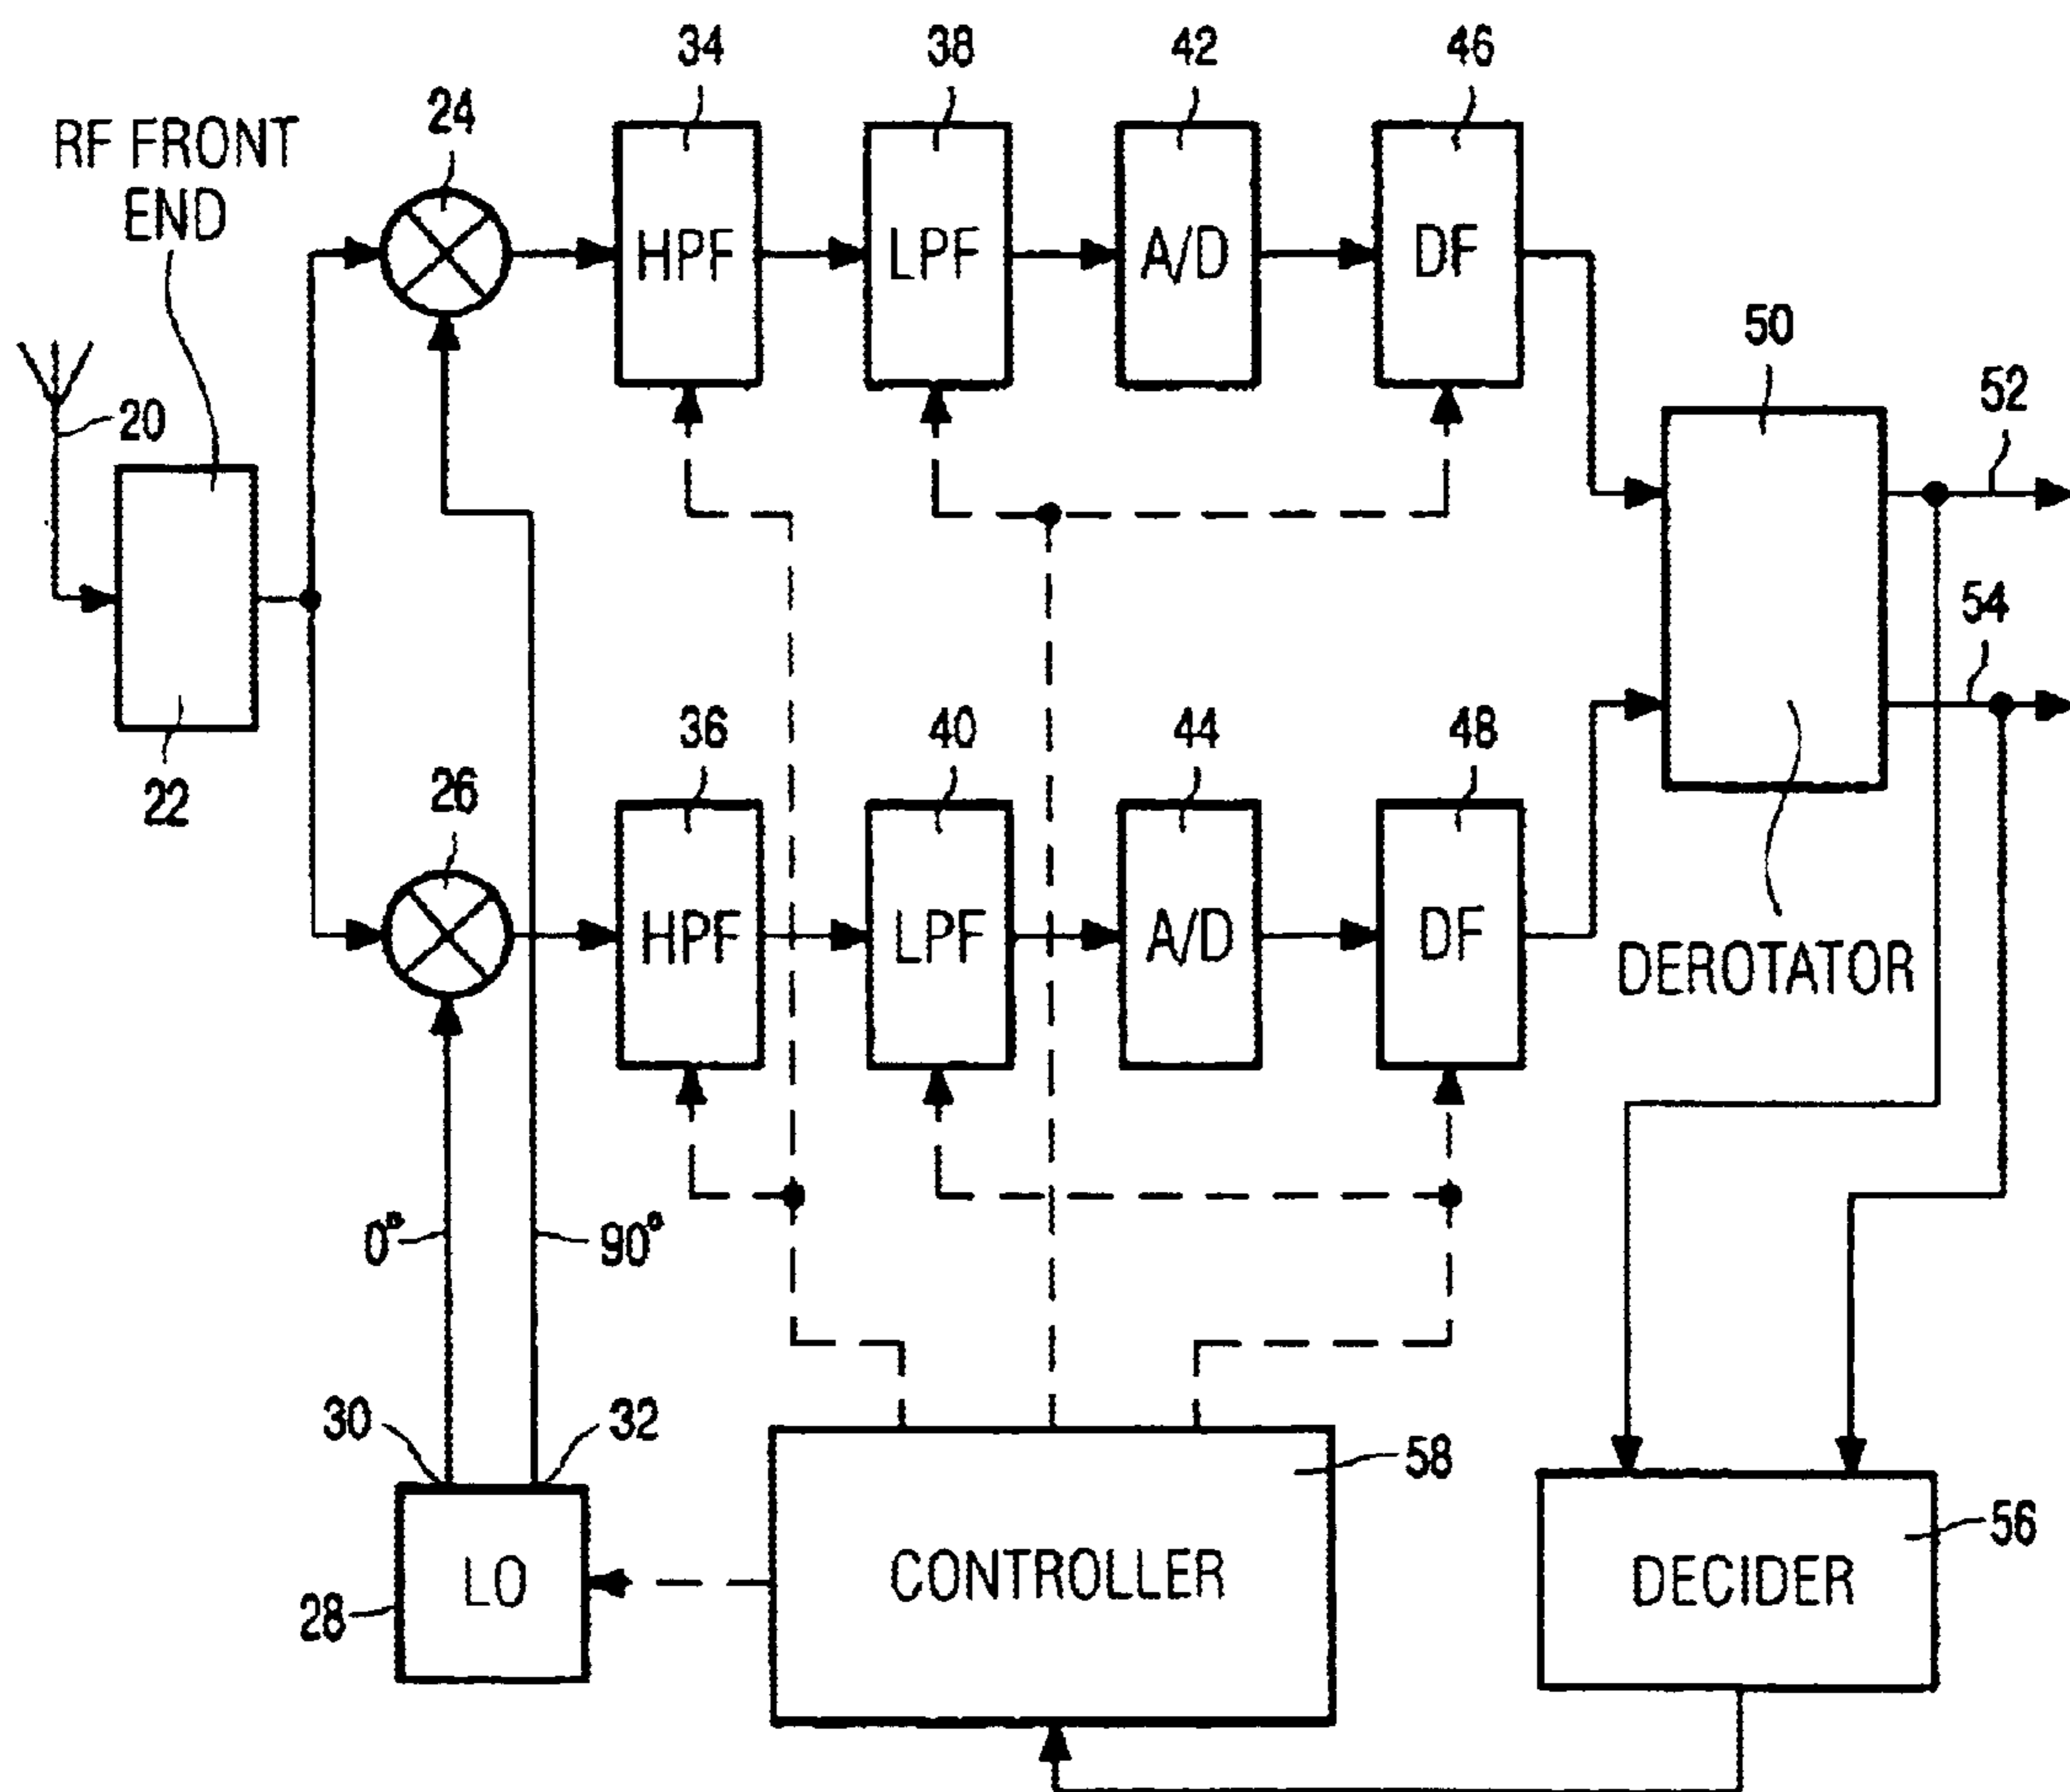 34
38
42
46
24
RF FRONT
END
HPF
LPF
A/D
DF
50
52
20
54
36
40
44
48
22
26
HPF
LPF
A/D
DF
DEROTATOR
0°
90°
30
32
58
56
LO
CONTROLLER
DECIDER
28